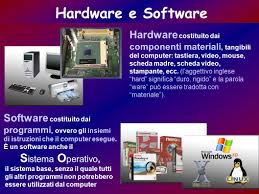 Hardware e Software
Hardware costituito dai
componenti materiali, tangibili
del computer: tastiera, video, mouse,
scheda madre, scheda video,
stampante, ecc. (l'aggettivo inglese
"hard" significa "duro, rigido" e la parola
"ware" può essere tradotta con
"materiale").
Software costituito dai
programmi, ovvero gli insiemi
di istruzioni che il computer esegue.
È un software anche il
Sistema Operativo,
il sistema base, senza il quale tutti
gli altri programmi non potrebbero
essere utilizzati dal computer
Windows
LINUX